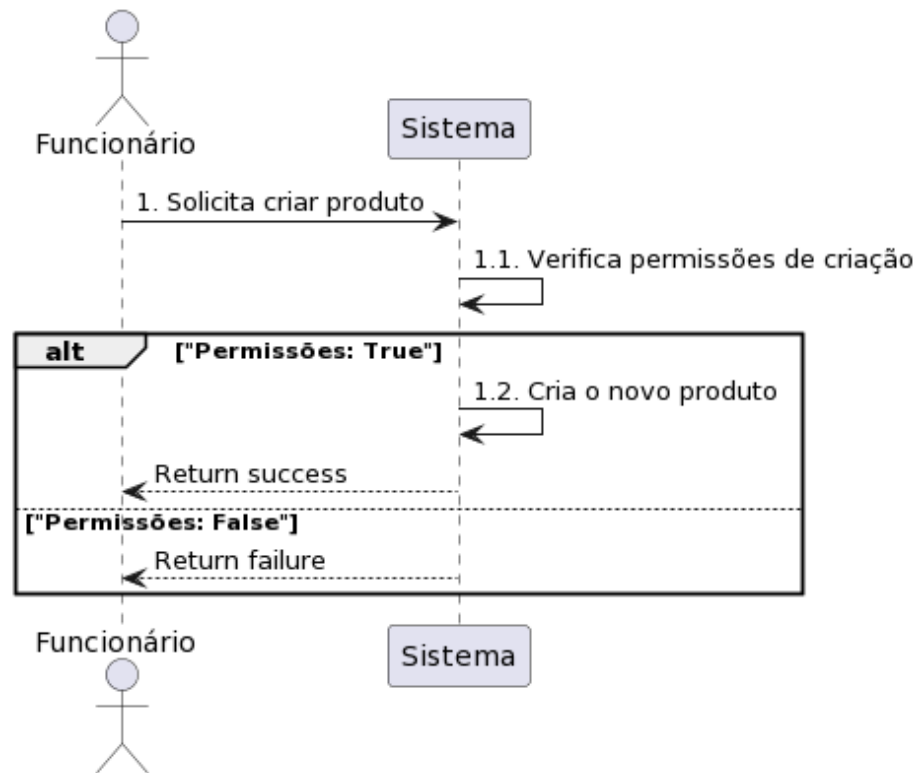 Funcionário
Sistema
1. Solicita criar produto
1.1. Verifica permissões de criação
alt
["Permissões: True"]
1.2. Cria o novo produto
Return success
["Permissões: False"]
Return failure
Funcionário
Sistema